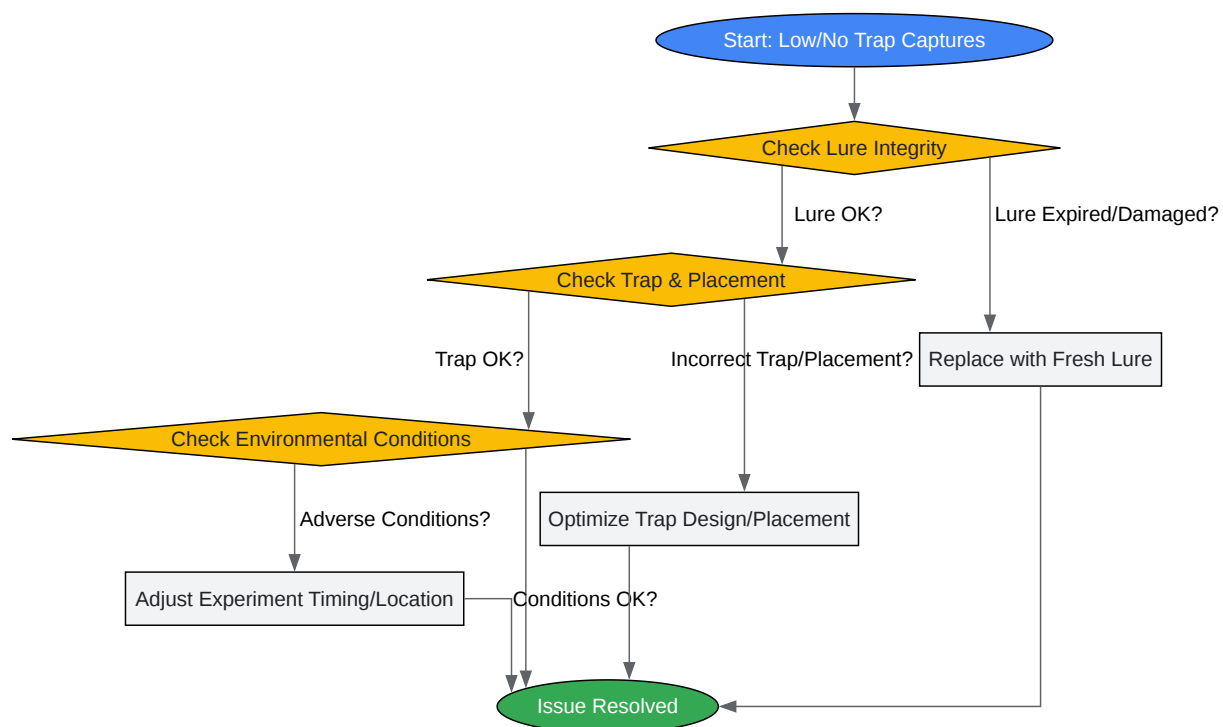 Start: Low/No Trap Captures
Check Lure Integrity
Lure OK?
Lure Expired/Damaged?
Check Trap & Placement
Trap OK?
Incorrect Trap/Placement?
Replace with Fresh Lure
Check Environmental Conditions
Adverse Conditions?
Optimize Trap Design/Placement
Adjust Experiment Timing/Location
Conditions OK?
Issue Resolved